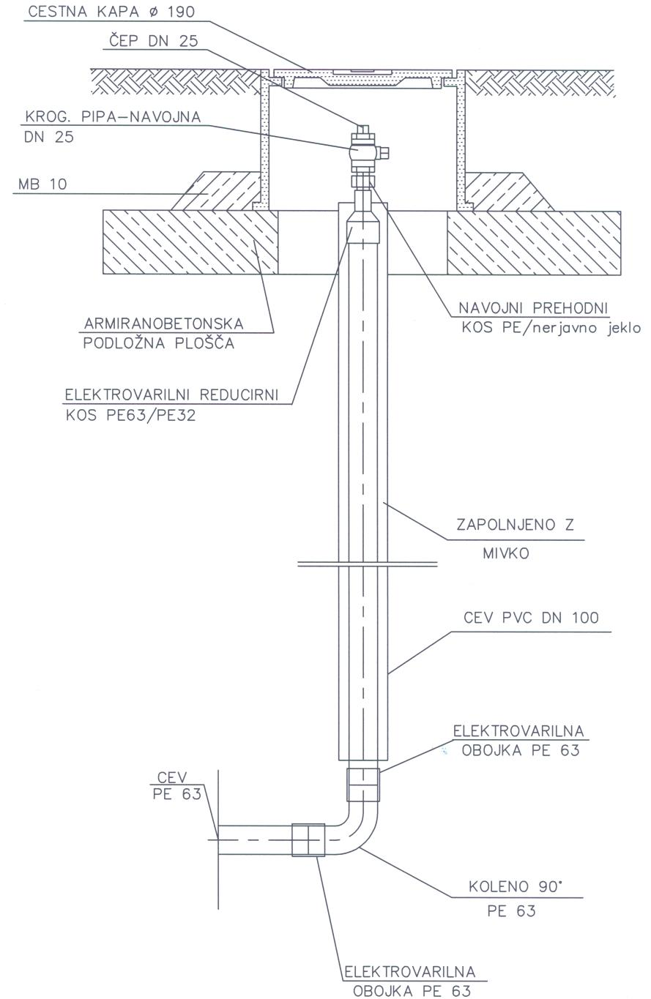 CESTNA KAPA ø 190
ČEP DN 25
KROG. PIPA-NAVOJNA
DN 25
MB 10
NAVOJNI PREHODNI
KOS PE/nerjavno jeklo
ARMIRANOBETONSKA
PODLOŽNA PLOŠČA
ELEKTROVARILNI REDUCIRNI
KOS PE63/PE32
ZAPOLNJENO Z
MIVKO
CEV PVC DN 100
ELEKTROVARILNA
OBOJKA PE 63
CEV
PE 63
KOLENO 90°
PE 63
ELEKTROVARILNA
OBOJKA PE 63